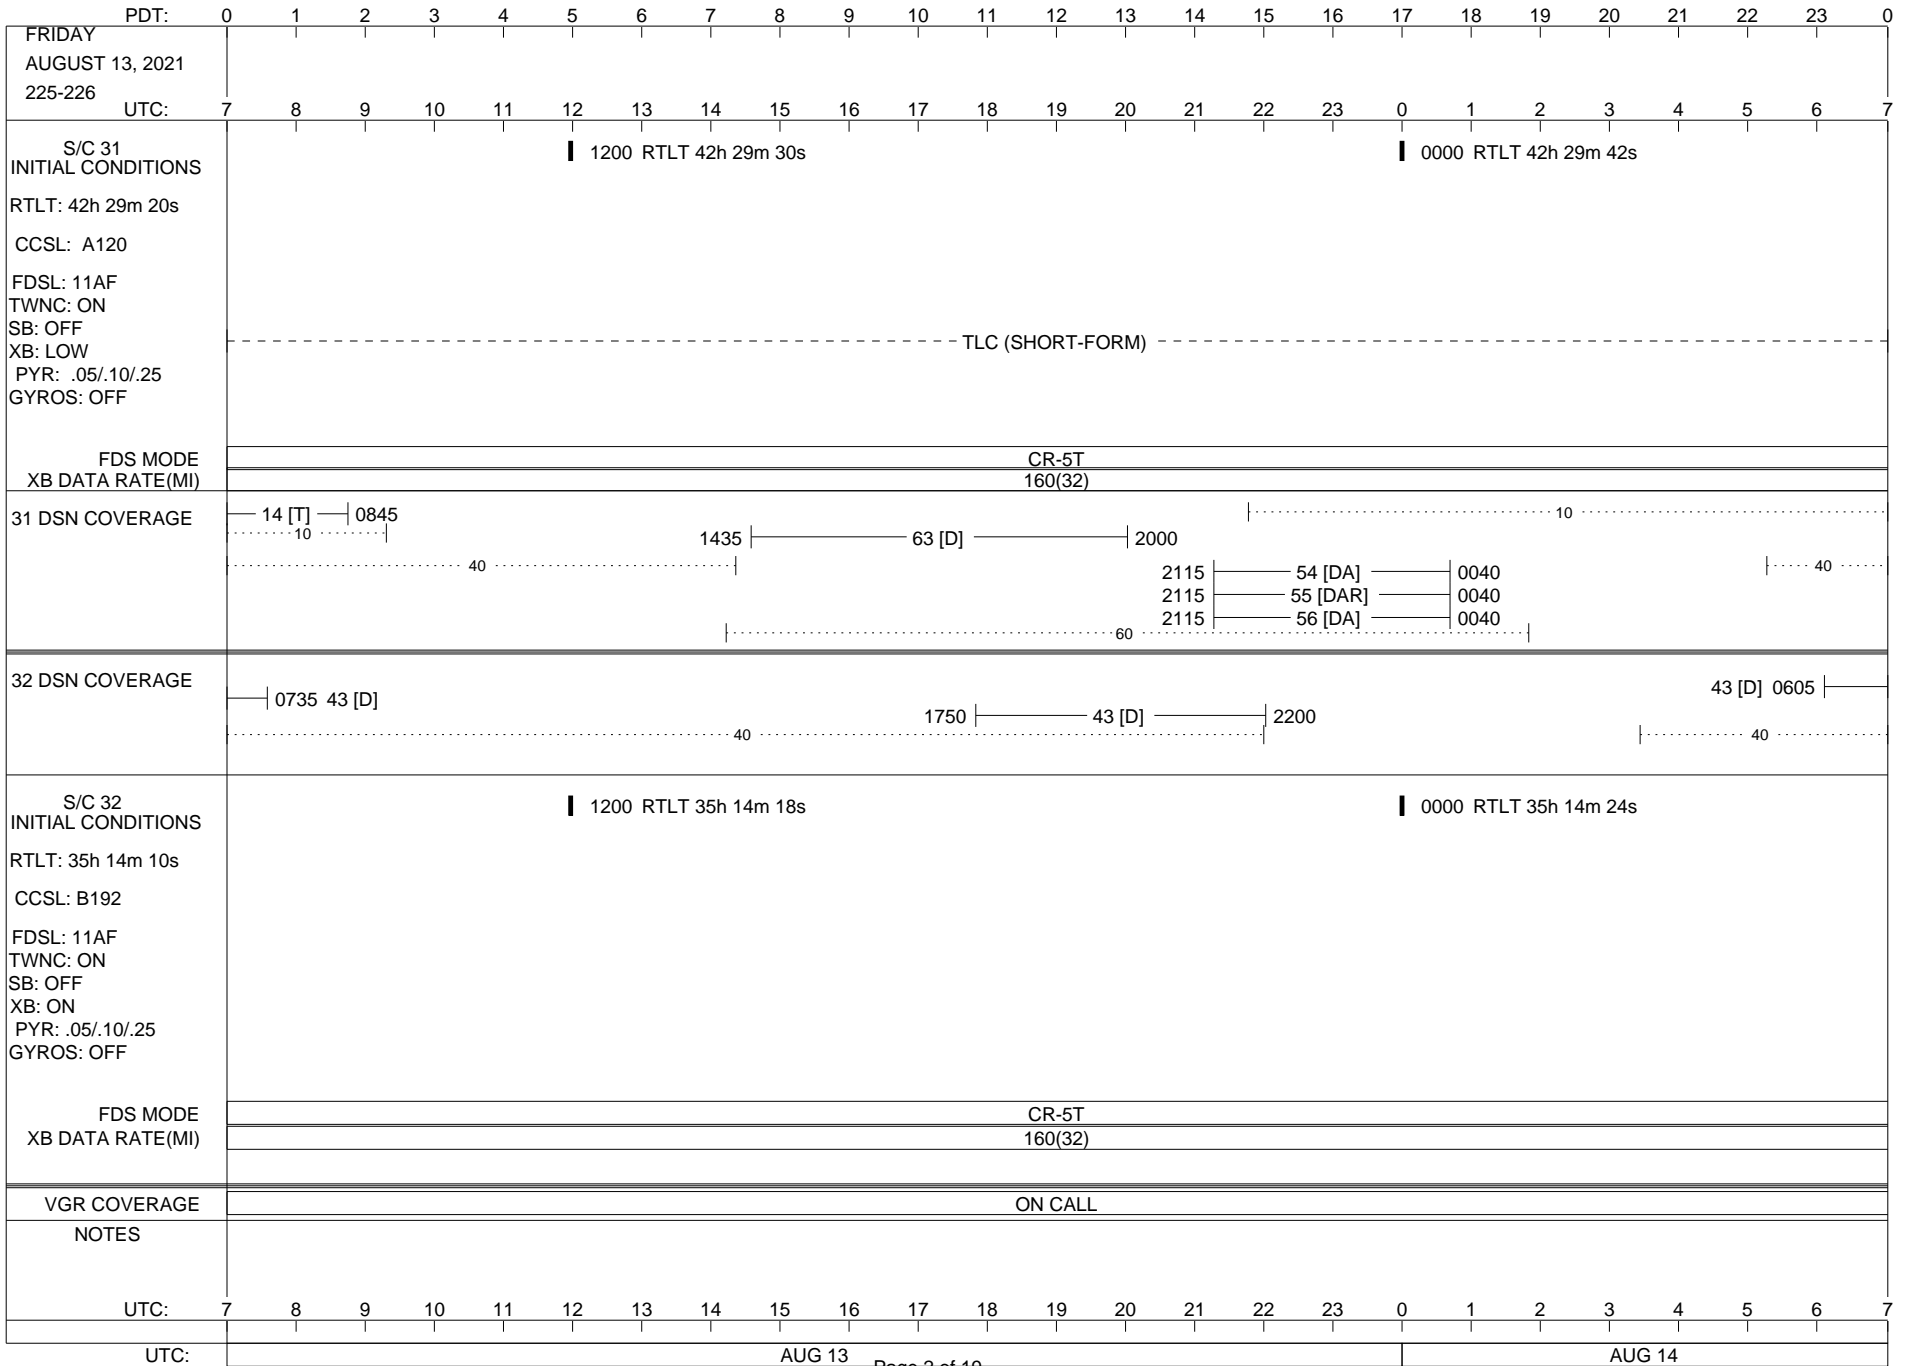 PDT: 0 1 2 3 4 5 6 7 8 9 10 11 12 13 14 15 16 17 18 19 20 21 22 23 0
FRIDAY
AUGUST 13, 2021
225-226
UTC: 7 8 9 10 11 12 13 14 15 16 17 18 19 20 21 22 23 0 1 2 3 4 5 6 7
S/C 31
INITIAL CONDITIONS
1200 RTLT 42h 29m 30s
0000 RTLT 42h 29m 42s
RTLT: 42h 29m 20s
CCSL: A120
FDSL: 11AF
TWNC: ON
SB: OFF
XB: LOW
PYR: .05/.10/.25
GYROS: OFF
TLC (SHORT-FORM)
FDS MODE CR-5T
XB DATA RATE(MI) 160(32)
31 DSN COVERAGE
14 [T] 0845
10
10
1435 63 [D] 2000
40
40
2115 54 [DA] 0040
2115 55 [DAR] 0040
2115 56 [DA] 0040
60
32 DSN COVERAGE
43 [D] 0605
0735 43 [D]
1750 43 [D] 2200
40
40
S/C 32
INITIAL CONDITIONS
1200 RTLT 35h 14m 18s
0000 RTLT 35h 14m 24s
RTLT: 35h 14m 10s
CCSL: B192
FDSL: 11AF
TWNC: ON
SB: OFF
XB: ON
PYR: .05/.10/.25
GYROS: OFF
FDS MODE CR-5T
XB DATA RATE(MI) 160(32)
VGR COVERAGE ON CALL
NOTES
UTC: 7 8 9 10 11 12 13 14 15 16 17 18 19 20 21 22 23 0 1 2 3 4 5 6 7
UTC: AUG 13 AUG 14